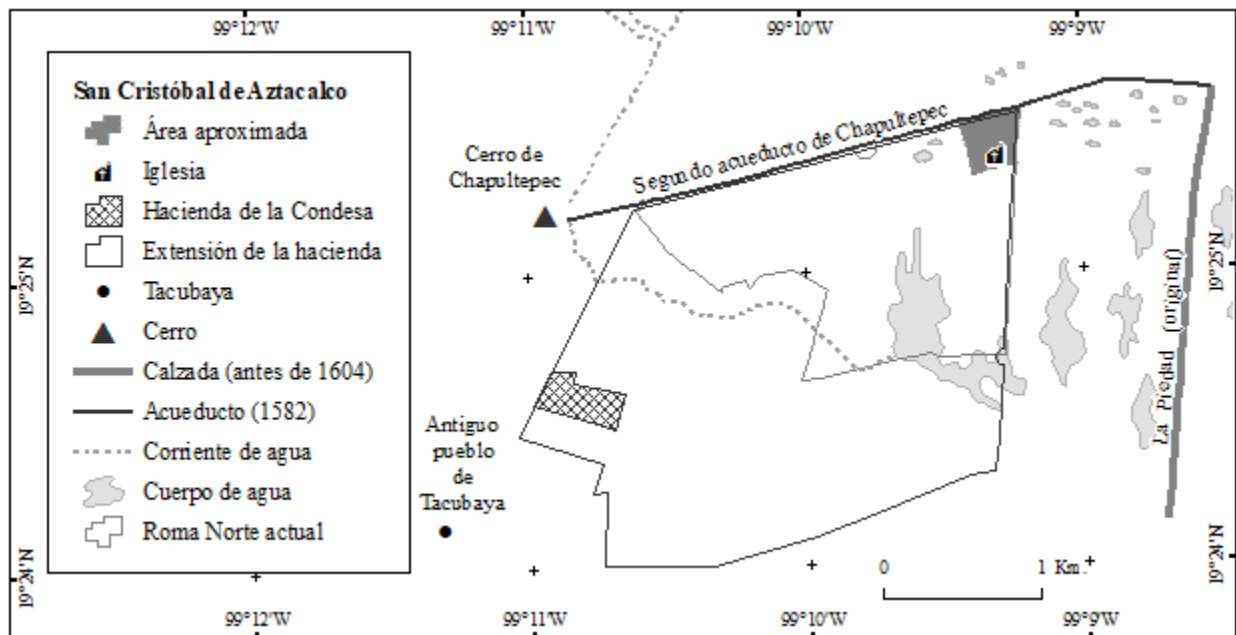 99°12'W 99°11'W 99°10'W 99°9'W
San Cristóbal de Aztacalco
Área aproximada
Iglesia
Hacienda de la Condesa
Extensión de la hacienda
Tacubaya
Cerro
Calzada (antes de 1604)
Acueducto (1582)
Corriente de agua
Cuerpo de agua
Roma Norte actual
Cerro de
Chapultepec
Segundo acueducto de Chapultepec
La Piedad (original)
Antiguo
pueblo
de
Tacubaya
19°25'N
19°25'N
19°24'N
19°24'N
0 1 Km.
99°12'W 99°11'W 99°10'W 99°9'W